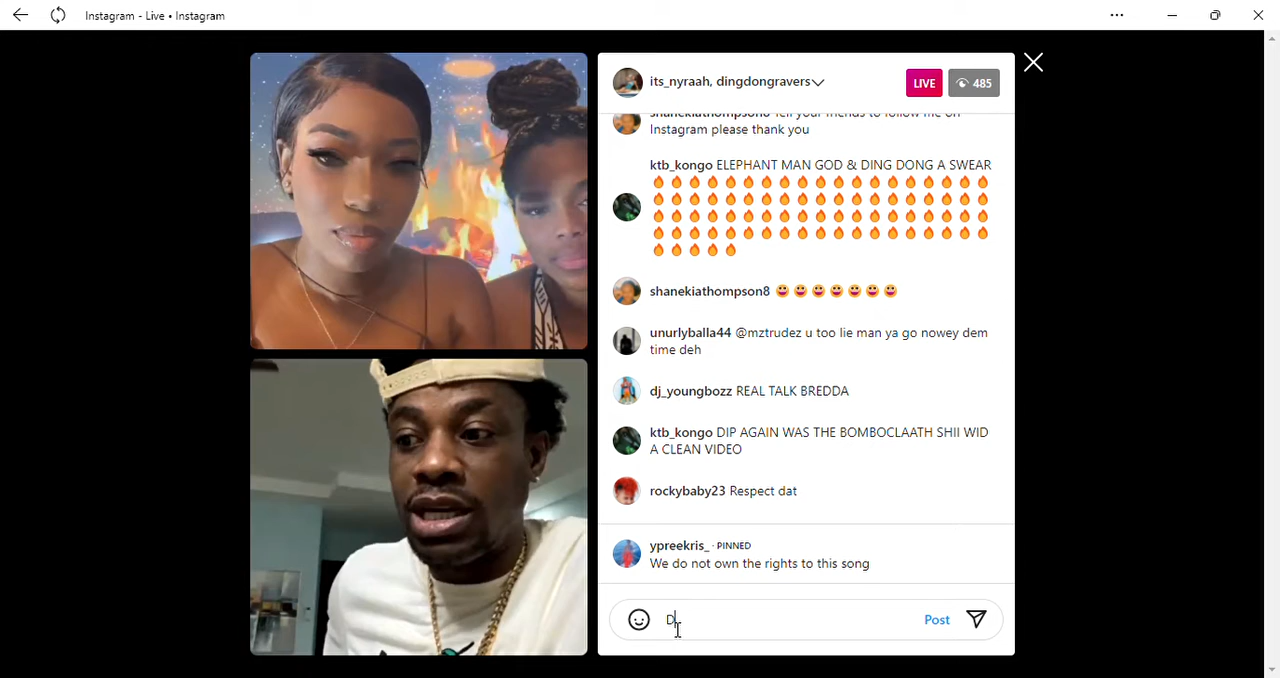 Instagram - Live • Instagram
its_nyraah, dingdongravers
LIVE
485
Instagram please thank you
ktb_kongo ELEPHANT MAN GOD & DING DONG A SWEAR
🔥🔥🔥🔥🔥🔥🔥🔥🔥🔥🔥🔥🔥🔥🔥🔥🔥🔥🔥
🔥🔥🔥🔥🔥🔥🔥🔥🔥🔥🔥🔥🔥🔥🔥🔥🔥🔥🔥
🔥🔥🔥🔥🔥🔥🔥🔥🔥🔥🔥🔥🔥🔥🔥🔥🔥🔥🔥
🔥🔥🔥🔥🔥🔥🔥🔥🔥🔥🔥🔥🔥🔥🔥🔥🔥🔥🔥
🔥🔥🔥🔥🔥
shanekiathompson8 😀😀😀😀😀😀😀
unurlyballa44 @mztrudez u too lie man ya go nowey dem
time deh
dj_youngbozz REAL TALK BREDDA
ktb_kongo DIP AGAIN WAS THE BOMBOCLAATH SHII WID
A CLEAN VIDEO
rockybaby23 Respect dat
ypreekris_ · PINNED
We do not own the rights to this song
D
Post